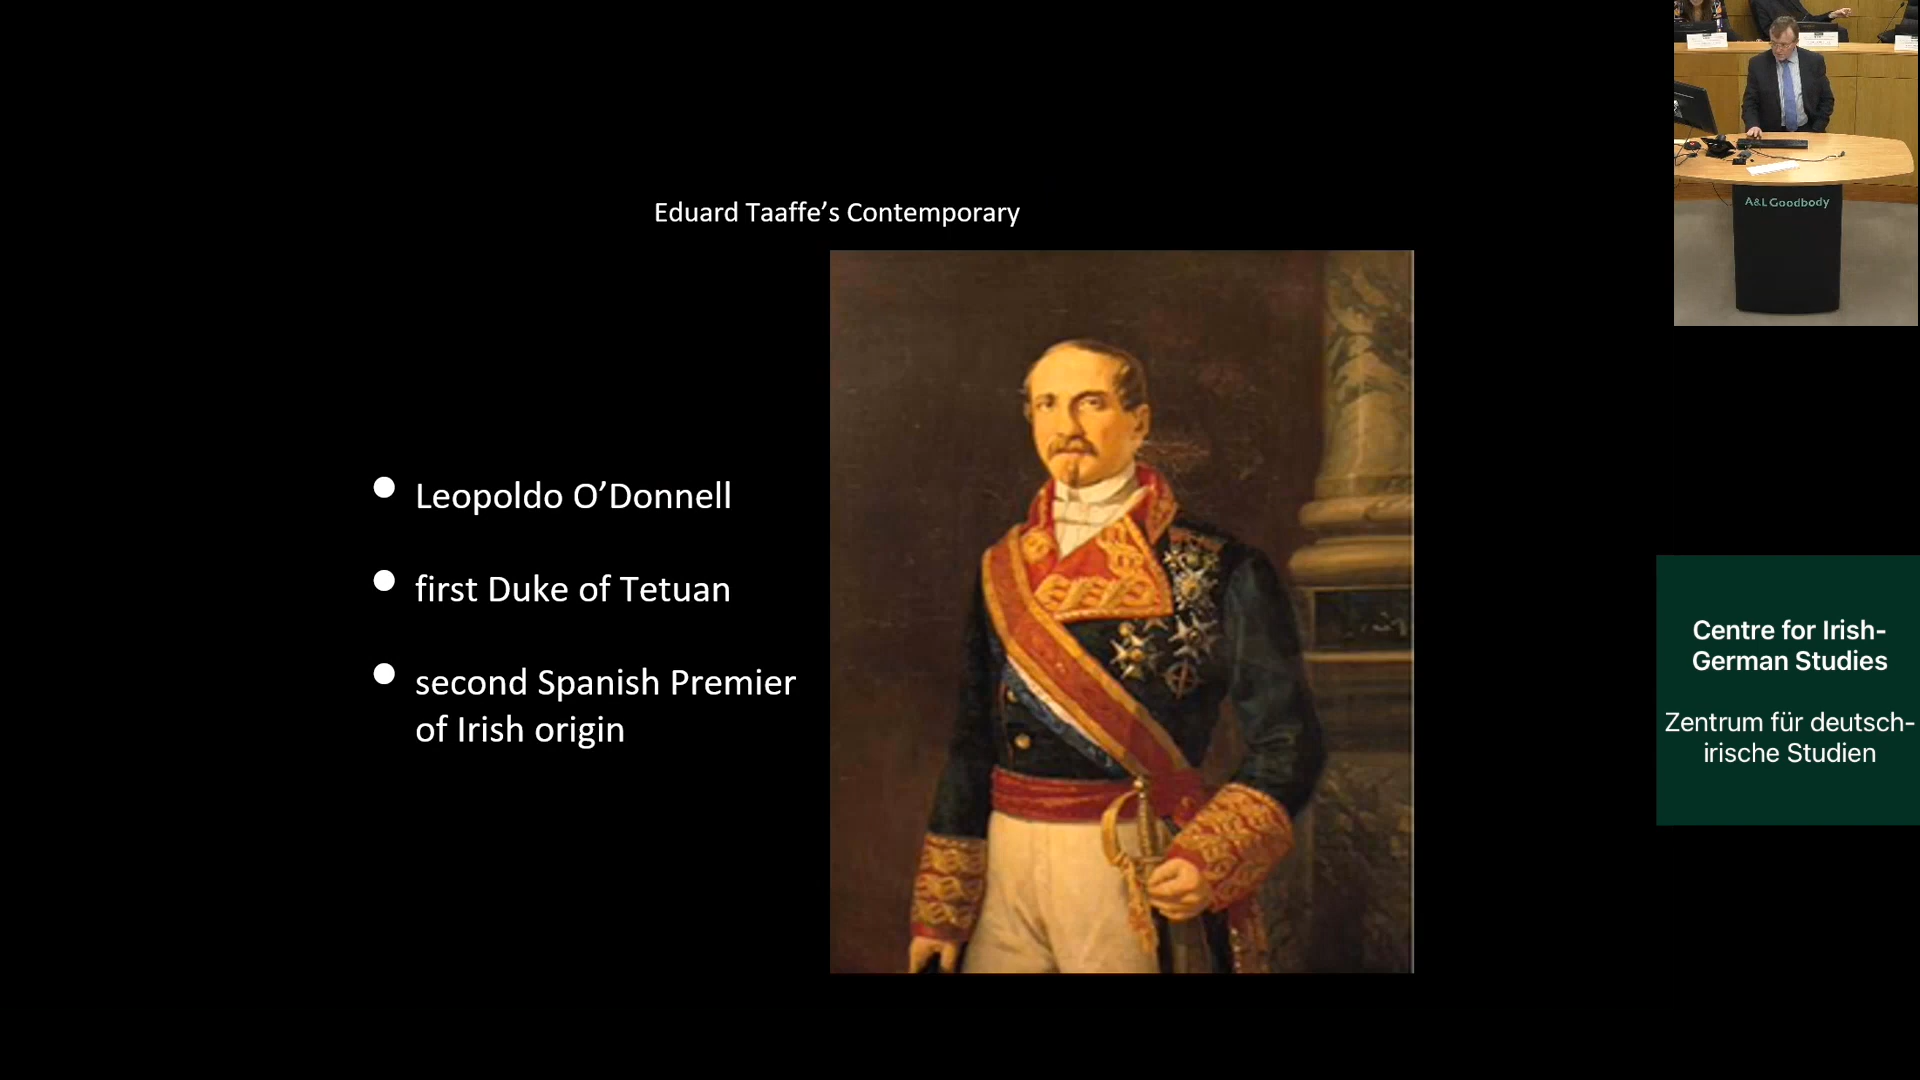 Eduard Taaffe’s Contemporary
Leopoldo O’Donnell
first Duke of Tetuan
second Spanish Premier
of Irish origin
A&L Goodbody
Centre for Irish-
German Studies
Zentrum für deutsch-
irische Studien